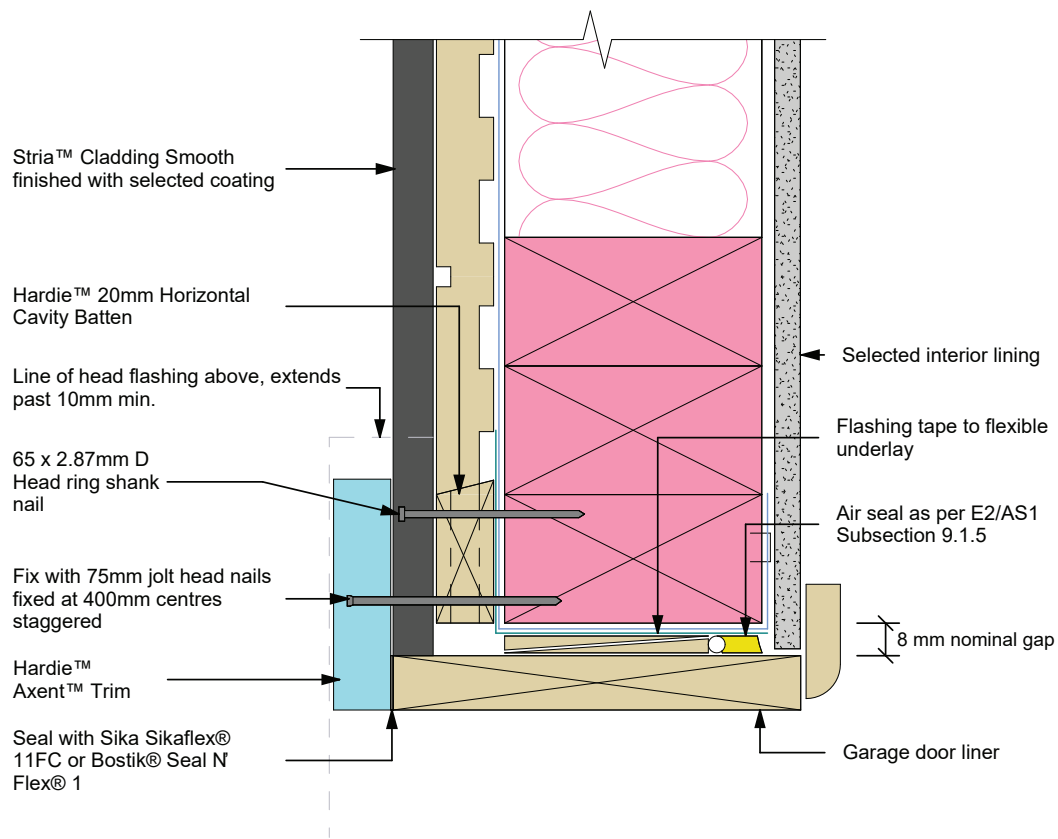 Stria™ Cladding Smooth
finished with selected coating
Hardie™ 20mm Horizontal
Cavity Batten
Line of head flashing above, extends
past 10mm min.
65 x 2.87mm D
Head ring shank
nail
Fix with 75mm jolt head nails
fixed at 400mm centres
staggered
Hardie™
Axent™ Trim
Seal with Sika Sikaflex®
11FC or Bostik® Seal N'
Flex® 1
Selected interior lining
Flashing tape to flexible
underlay
Air seal as per E2/AS1
Subsection 9.1.5
8 mm nominal gap
Garage door liner